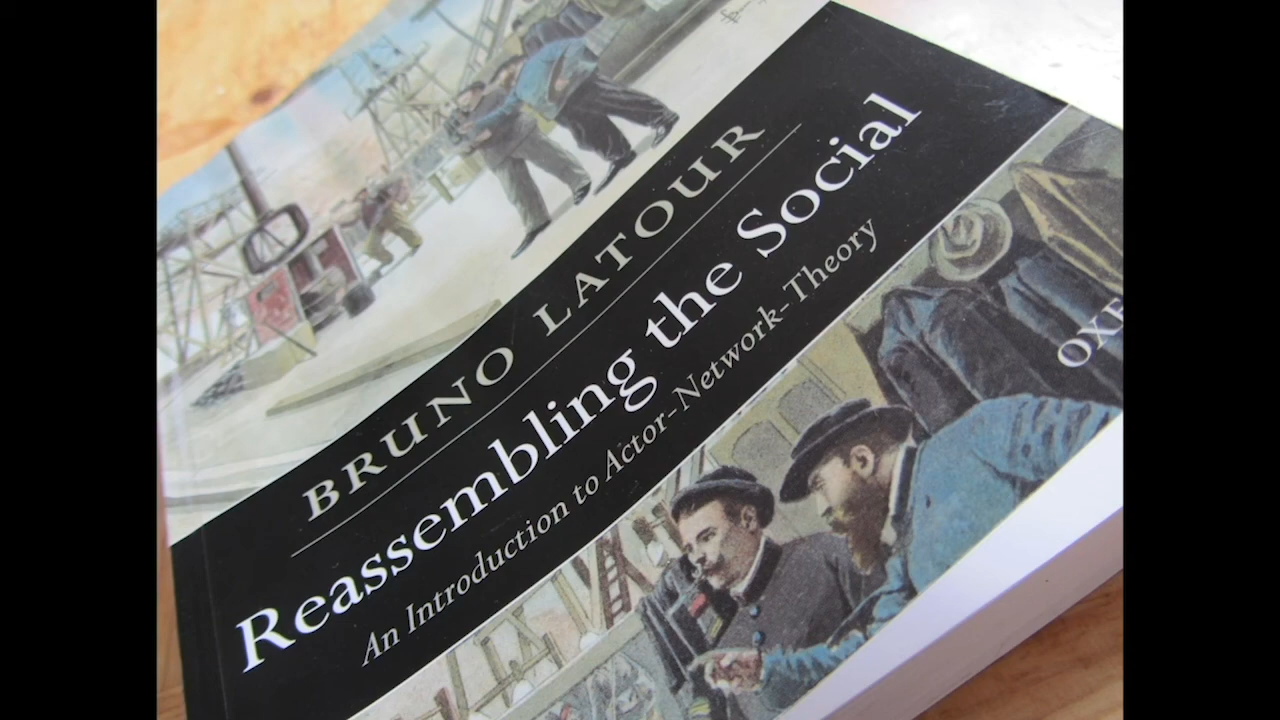 BRUNO LATOUR
Reassembling the Social
An Introduction to Actor-Network-Theory